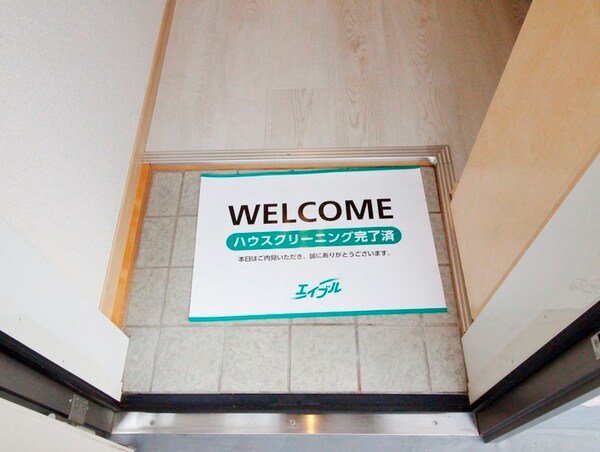 WELCOME
ハウスクリーニング完了済
本日はご内見いただき、誠にありがとうございます。
エイブル